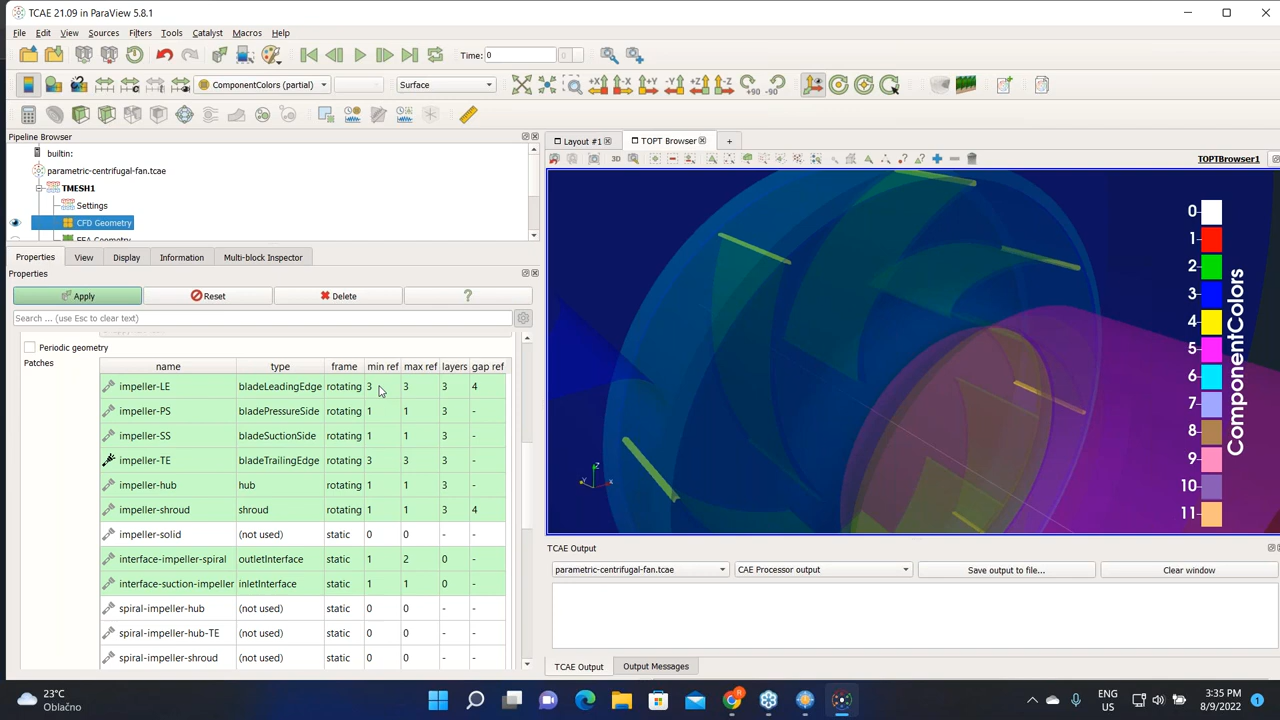 TCAE 21.09 in ParaView 5.8.1
File Edit View Sources Filters Tools Catalyst Macros Help
Time: 0 0
ComponentColors (partial) Surface +X -X +Y -Y +Z -Z +90 -90
Pipeline Browser
Layout #1 TOPT Browser +
builtin:
3D TOPTBrowser1
parametric-centrifugal-fan.tcae
TMESH1
Settings
CFD Geometry
FEA Geometry
Properties View Display Information Multi-block Inspector
Properties
Apply Reset Delete ?
Search ... (use Esc to clear text)
Periodic geometry
Patches
name type frame min ref max ref layers gap ref
impeller-LE bladeLeadingEdge rotating 3 3 3 4
impeller-PS bladePressureSide rotating 1 1 3 -
impeller-SS bladeSuctionSide rotating 1 1 3 -
impeller-TE bladeTrailingEdge rotating 3 3 3 -
impeller-hub hub rotating 1 1 3 -
impeller-shroud shroud rotating 1 1 3 4
impeller-solid (not used) static 0 0 - -
interface-impeller-spiral outletInterface static 1 2 0 -
interface-suction-impeller inletInterface static 1 1 0 -
spiral-impeller-hub (not used) static 0 0 - -
spiral-impeller-hub-TE (not used) static 0 0 - -
spiral-impeller-shroud (not used) static 0 0 - -
0
1
2
3
4
5
6
7
8
9
10
11
ComponentColors
Z
Y
X
TCAE Output
parametric-centrifugal-fan.tcae CAE Processor output Save output to file... Clear window
TCAE Output Output Messages
23°C
Oblačno
R
ENG
US
3:35 PM
8/9/2022
1